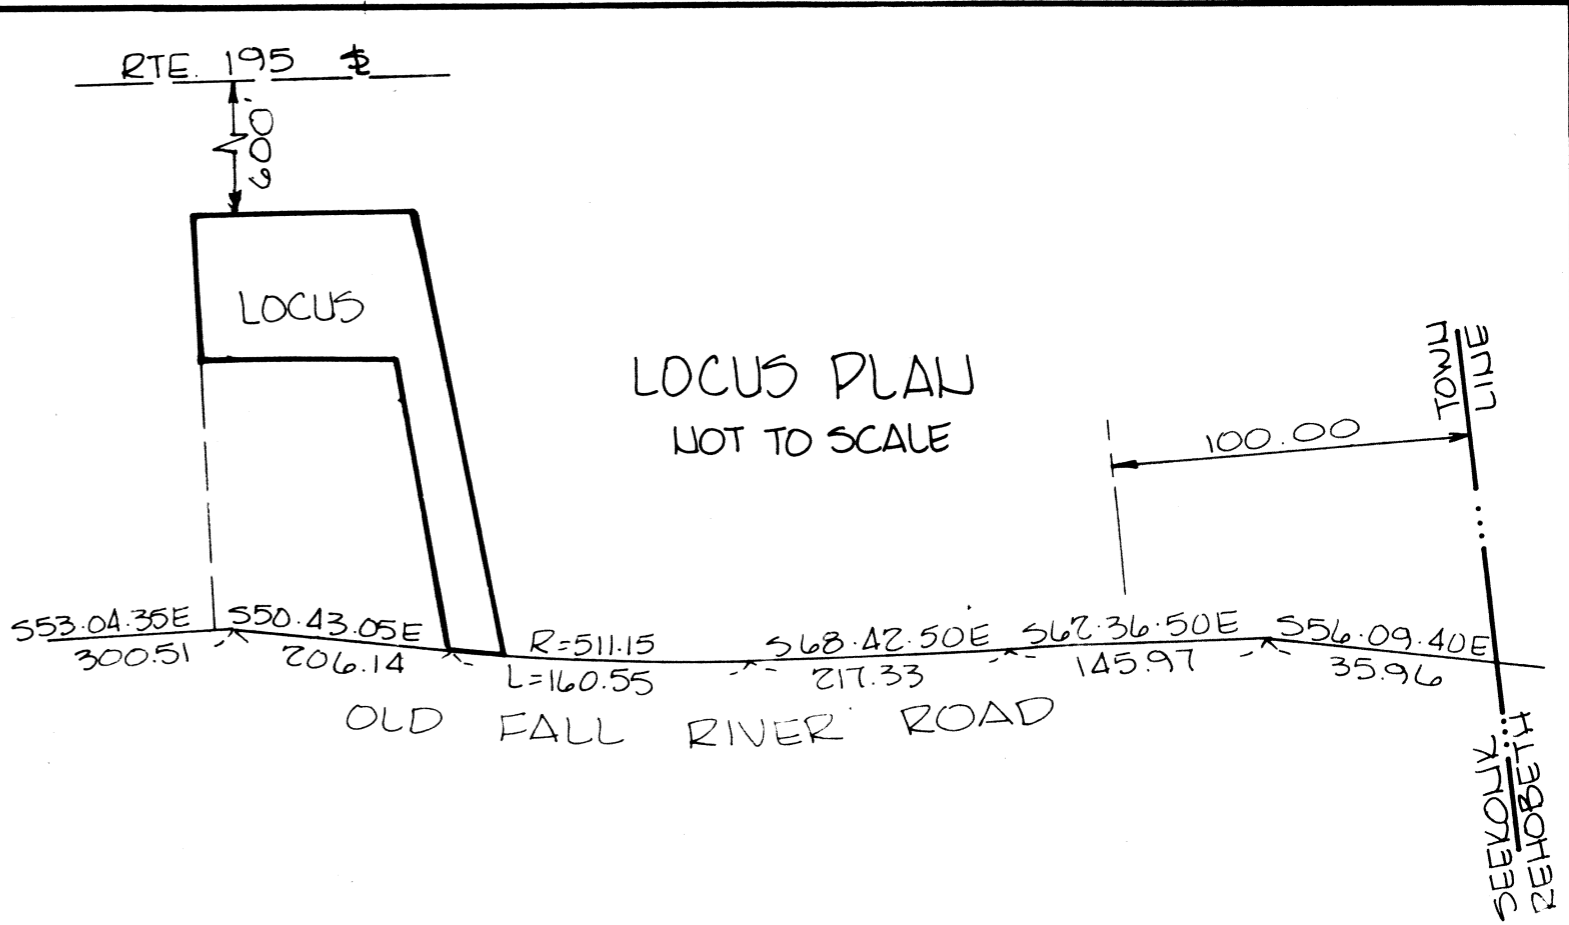 RTE. 195 ℄
600'
LOCUS
LOCUS PLAN
NOT TO SCALE
TOWN
LINE
100.00
S53.04.35E
300.51
S50.43.05E
206.14
R=511.15
L=160.55
S68.42.50E
217.33
S62.36.50E
145.97
S56.09.40E
35.96
OLD FALL RIVER ROAD
SEEKONK
REHOBETH